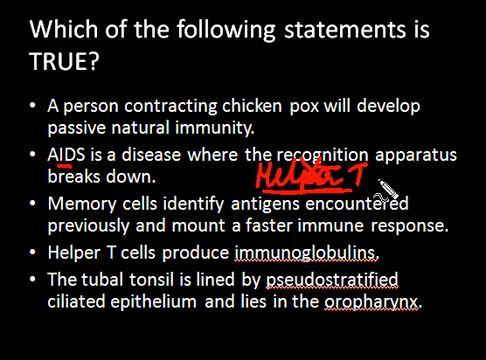 Which of the following statements is
TRUE?
• A person contracting chicken pox will develop
passive natural immunity.
• AIDS is a disease where the recognition apparatus
breaks down.
Helper T
• Memory cells identify antigens encountered
previously and mount a faster immune response.
• Helper T cells produce immunoglobulins.
• The tubal tonsil is lined by pseudostratified
ciliated epithelium and lies in the oropharynx.